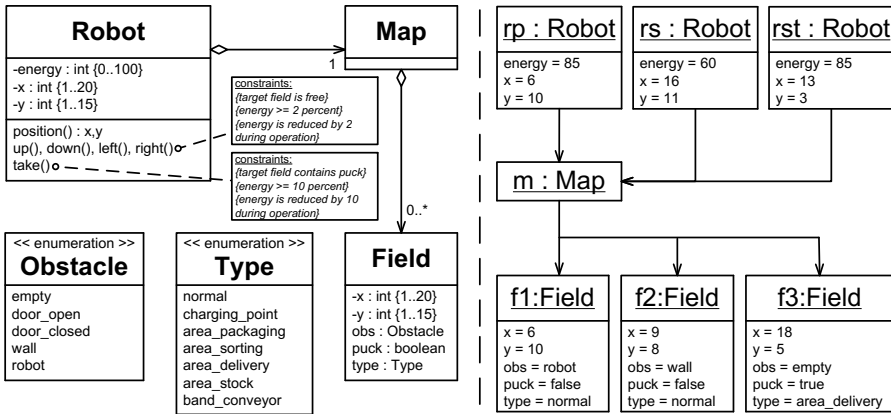 Robot
-energy : int {0..100}
-x : int {1..20}
-y : int {1..15}
position() : x,y
up(), down(), left(), right()
take()
constraints:
{target field is free}
{energy >= 2 percent}
{energy is reduced by 2
during operation}
constraints:
{target field contains puck}
{energy >= 10 percent}
{energy is reduced by 10
during operation}
1
Map
0..*
<< enumeration >>
Obstacle
empty
door_open
door_closed
wall
robot
<< enumeration >>
Type
normal
charging_point
area_packaging
area_sorting
area_delivery
area_stock
band_conveyor
Field
-x : int {1..20}
-y : int {1..15}
obs : Obstacle
puck : boolean
type : Type
rp : Robot
energy = 85
x = 6
y = 10
rs : Robot
energy = 60
x = 16
y = 11
rst : Robot
energy = 85
x = 13
y = 3
m : Map
f1:Field
x = 6
y = 10
obs = robot
puck = false
type = normal
f2:Field
x = 9
y = 8
obs = wall
puck = false
type = normal
f3:Field
x = 18
y = 5
obs = empty
puck = true
type = area_delivery